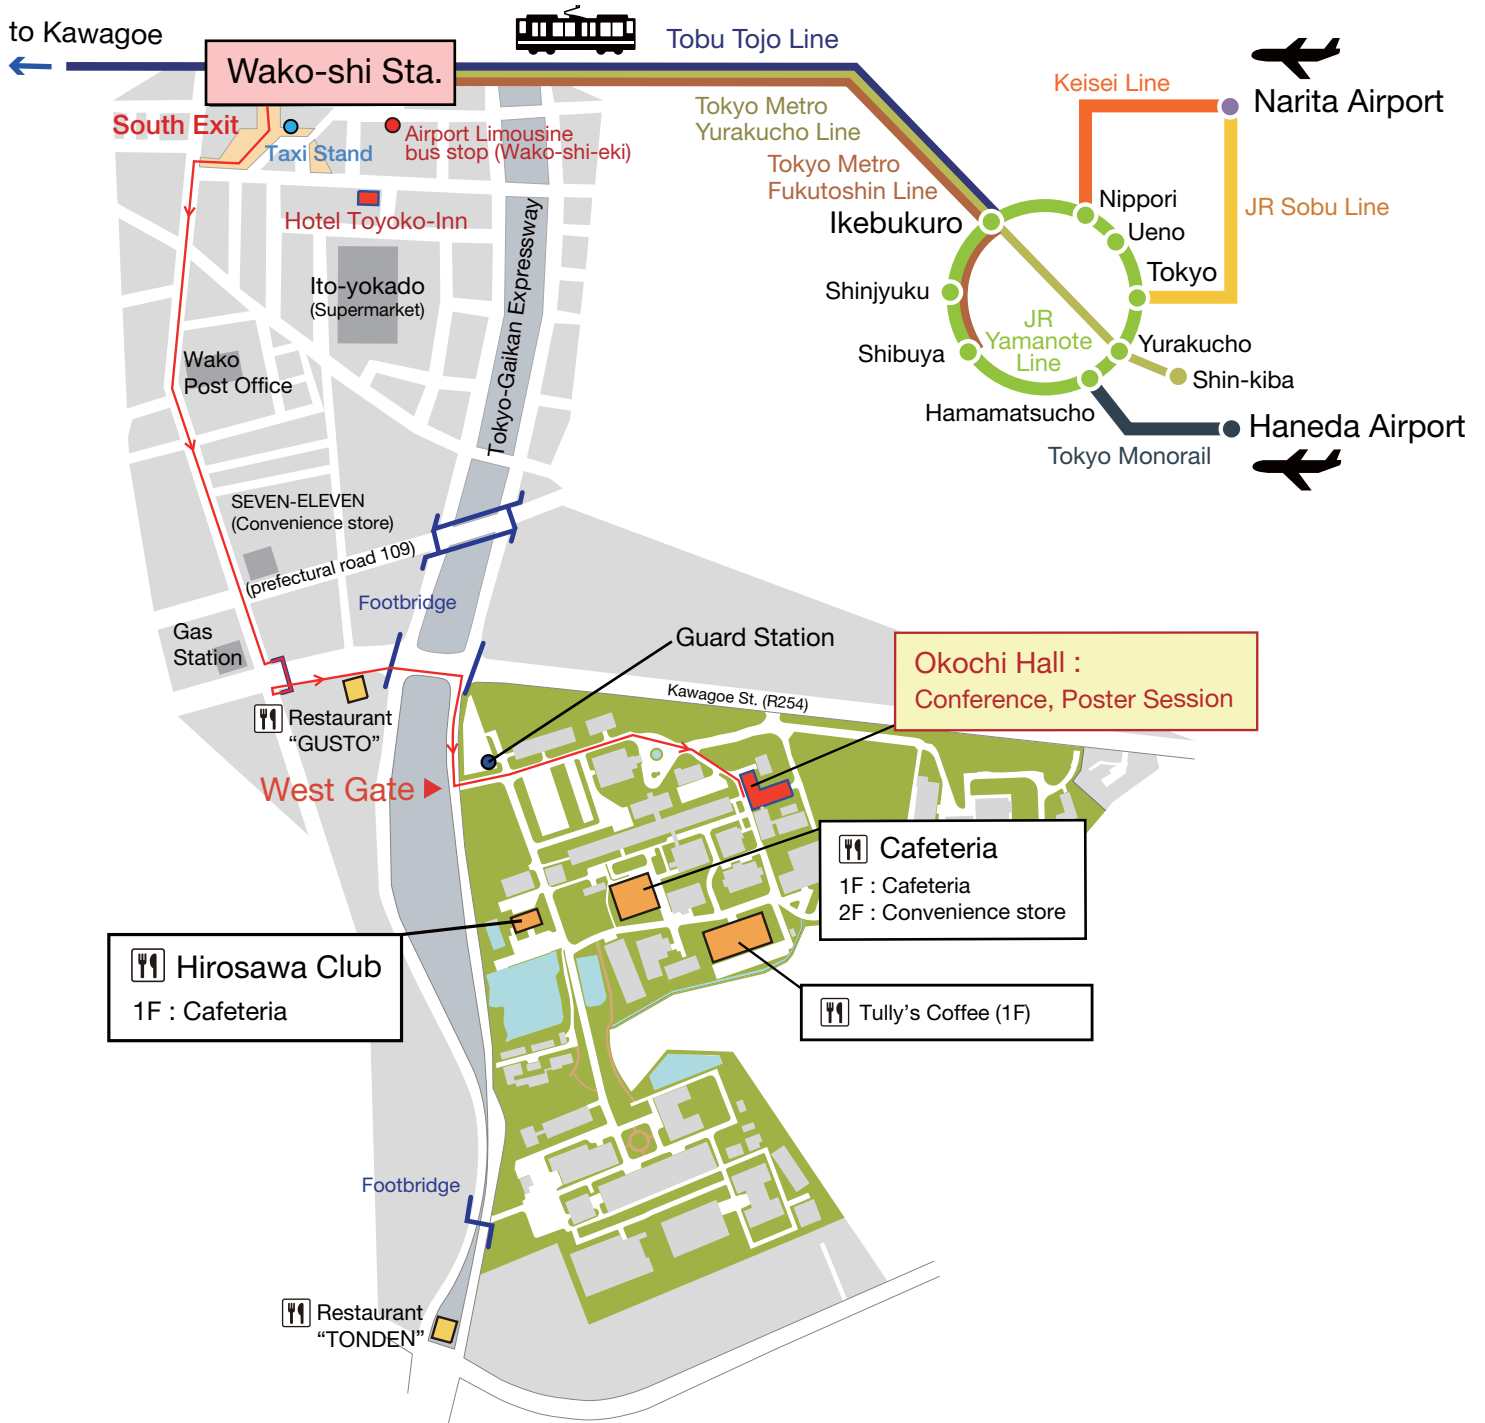 to Kawagoe
Wako-shi Sta.
Tobu Tojo Line
Tokyo Metro
Yurakucho Line
Tokyo Metro
Fukutoshin Line
Keisei Line
Narita Airport
JR Sobu Line
Nippori
Ueno
Tokyo
Ikebukuro
Shinjyuku
Shibuya
JR
Yamanote
Line
Yurakucho
Shin-kiba
Hamamatsucho
Haneda Airport
Tokyo Monorail
South Exit
Taxi Stand
Airport Limousine
bus stop (Wako-shi-eki)
Hotel Toyoko-Inn
Ito-yokado
(Supermarket)
Tokyo-Gaikan Expressway
Wako
Post Office
SEVEN-ELEVEN
(Convenience store)
(prefectural road 109)
Footbridge
Gas
Station
Guard Station
Okochi Hall :
Conference, Poster Session
Kawagoe St. (R254)
Restaurant
“GUSTO”
West Gate
Cafeteria
1F : Cafeteria
2F : Convenience store
Hirosawa Club
1F : Cafeteria
Tully’s Coffee (1F)
Footbridge
Restaurant
“TONDEN”